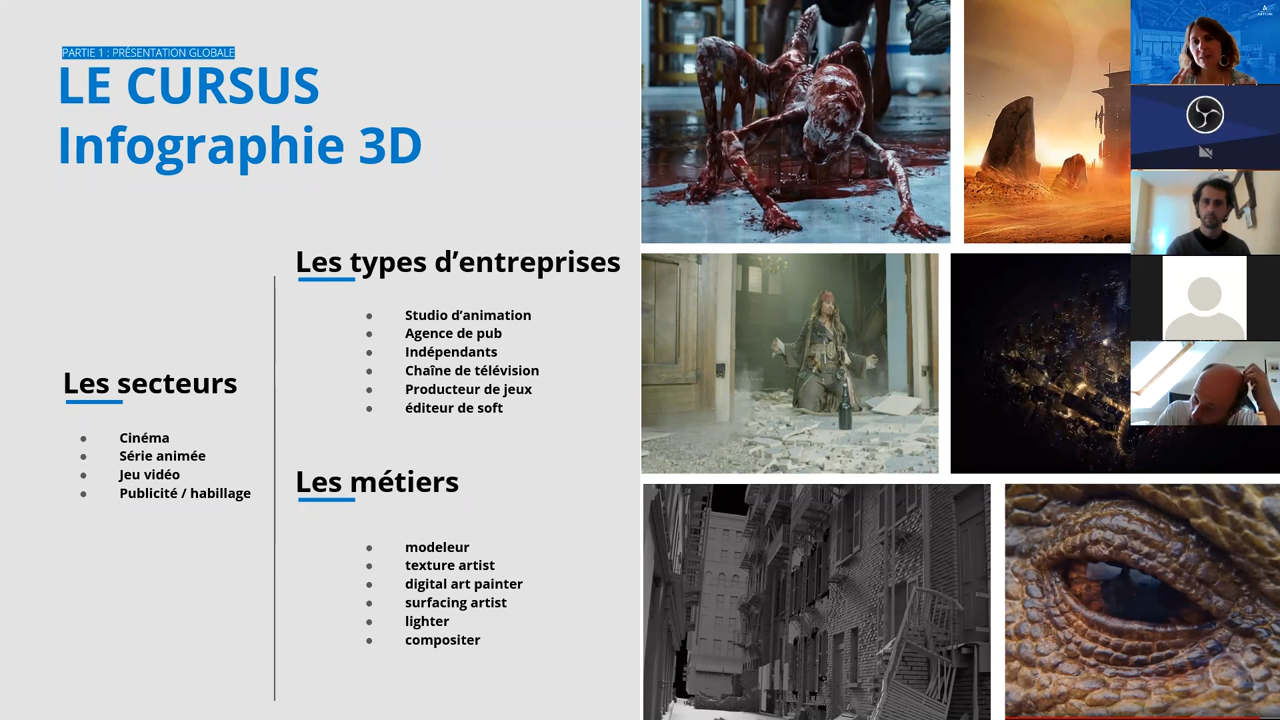 PARTIE 1 : PRÉSENTATION GLOBALE
LE CURSUS
Infographie 3D
Les secteurs
Cinéma
Série animée
Jeu vidéo
Publicité / habillage
Les types d’entreprises
Studio d’animation
Agence de pub
Indépendants
Chaîne de télévision
Producteur de jeux
éditeur de soft
Les métiers
modeleur
texture artist
digital art painter
surfacing artist
lighter
compositer